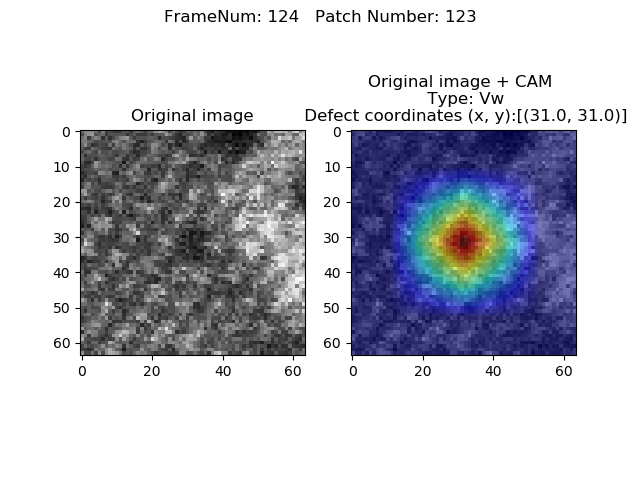 FrameNum: 124   Patch Number: 123
Original image
Original image + CAM
Type: Vw
Defect coordinates (x, y):[(31.0, 31.0)]
0
10
20
30
40
50
60
0 20 40 60
0
10
20
30
40
50
60
0 20 40 60